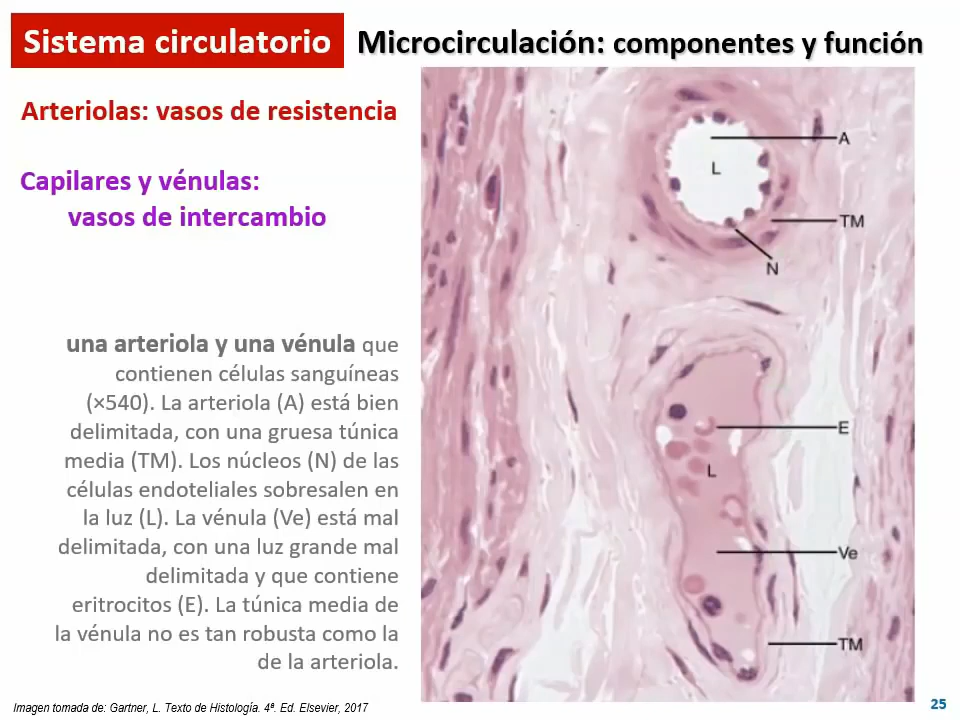 Sistema circulatorio
Microcirculación: componentes y función
Arteriolas: vasos de resistencia
Capilares y vénulas:
vasos de intercambio
una arteriola y una vénula que
contienen células sanguíneas
(×540). La arteriola (A) está bien
delimitada, con una gruesa túnica
media (TM). Los núcleos (N) de las
células endoteliales sobresalen en
la luz (L). La vénula (Ve) está mal
delimitada, con una luz grande mal
delimitada y que contiene
eritrocitos (E). La túnica media de
la vénula no es tan robusta como la
de la arteriola.
A
L
TM
N
E
L
Ve
TM
Imagen tomada de: Gartner, L. Texto de Histología. 4ª. Ed. Elsevier, 2017
25